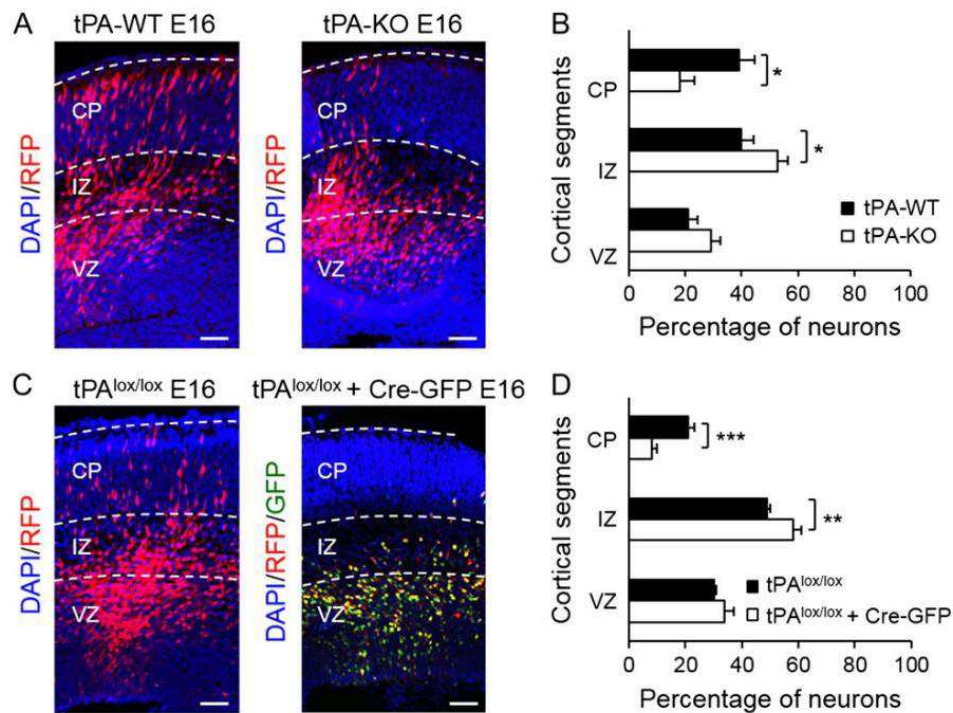 A
tPA-WT E16
tPA-KO E16
DAPI/RFP
CP
IZ
VZ
DAPI/RFP
CP
IZ
VZ
B
Cortical segments
CP
IZ
VZ
*
*
tPA-WT
tPA-KO
0 20 40 60 80 100
Percentage of neurons
C
tPAlox/lox E16
tPAlox/lox + Cre-GFP E16
DAPI/RFP
CP
IZ
VZ
DAPI/RFP/GFP
CP
IZ
VZ
D
Cortical segments
CP
IZ
VZ
***
**
tPAlox/lox
tPAlox/lox + Cre-GFP
0 20 40 60 80 100
Percentage of neurons